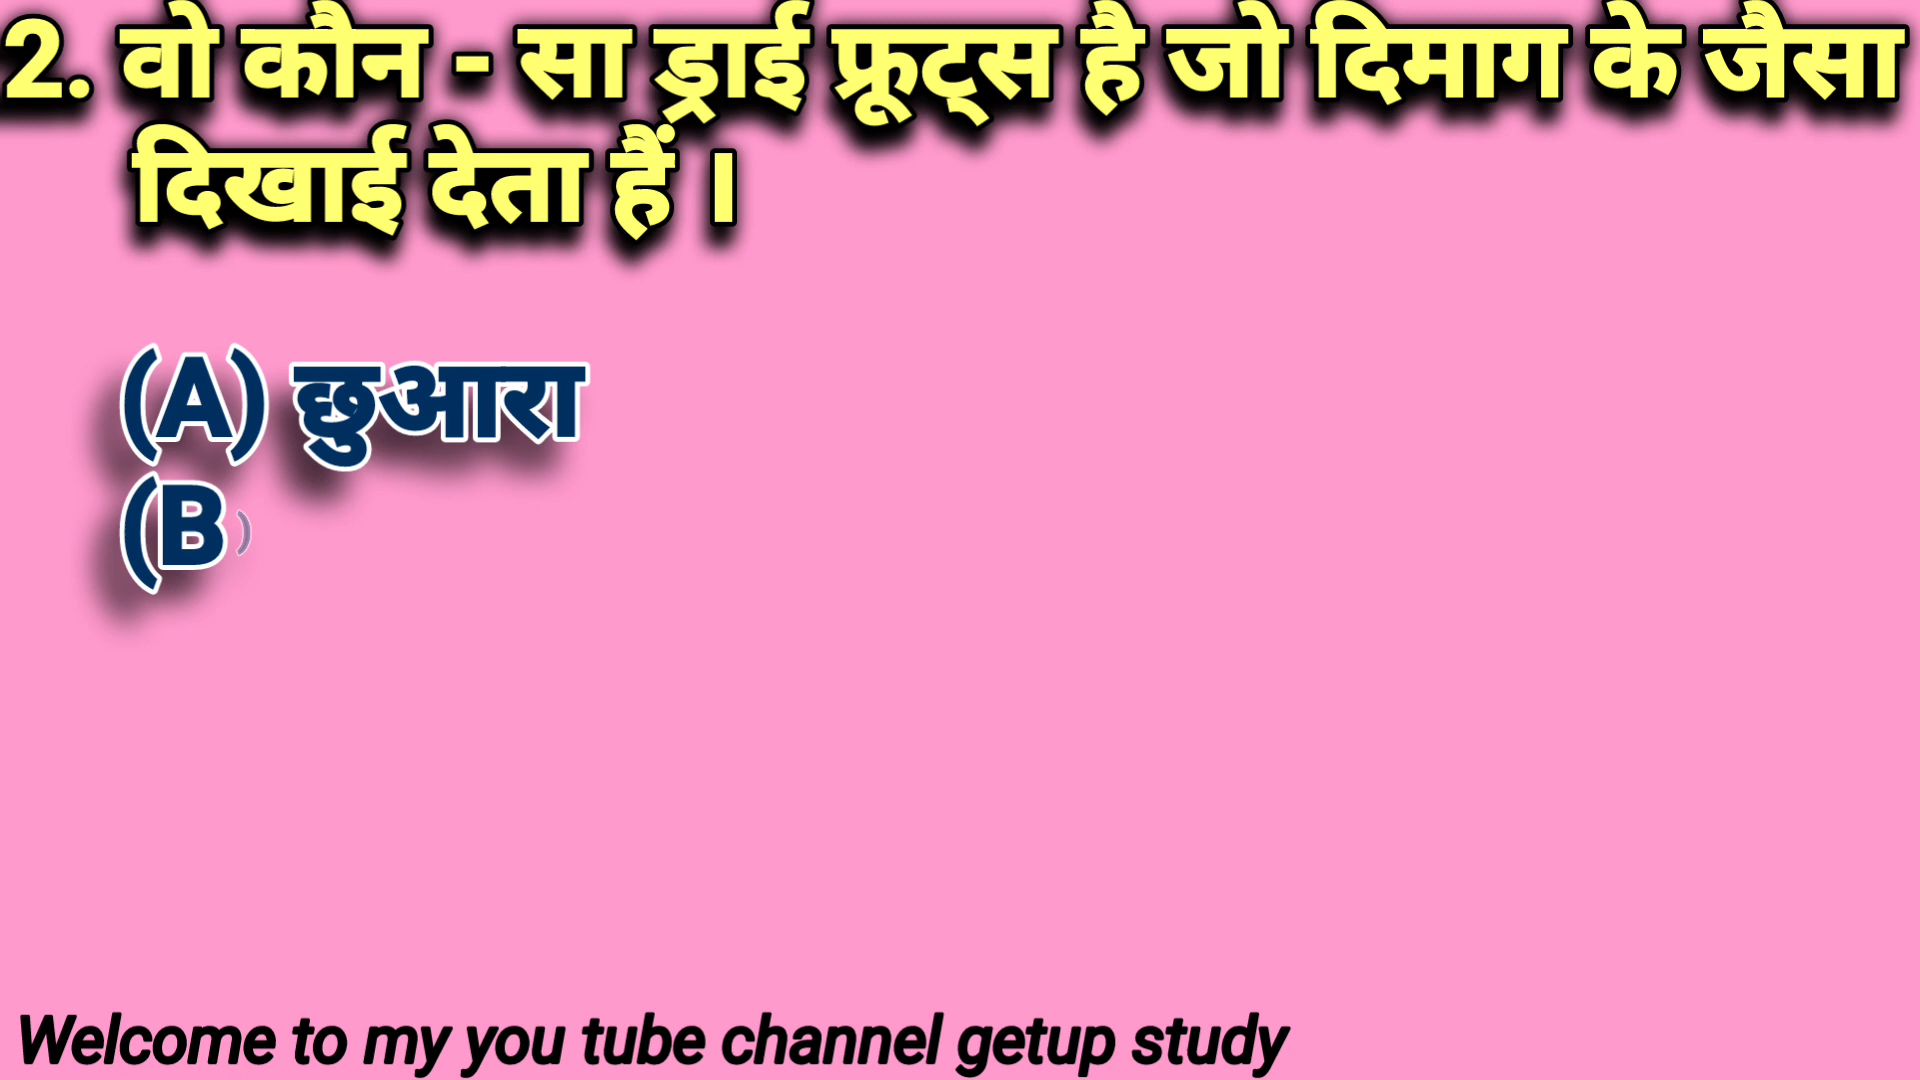 2. वो कौन - सा ड्राई फ्रूट्स है जो दिमाग के जैसा
दिखाई देता हैं ।
(A) छुआरा
(B)
Welcome to my you tube channel getup study